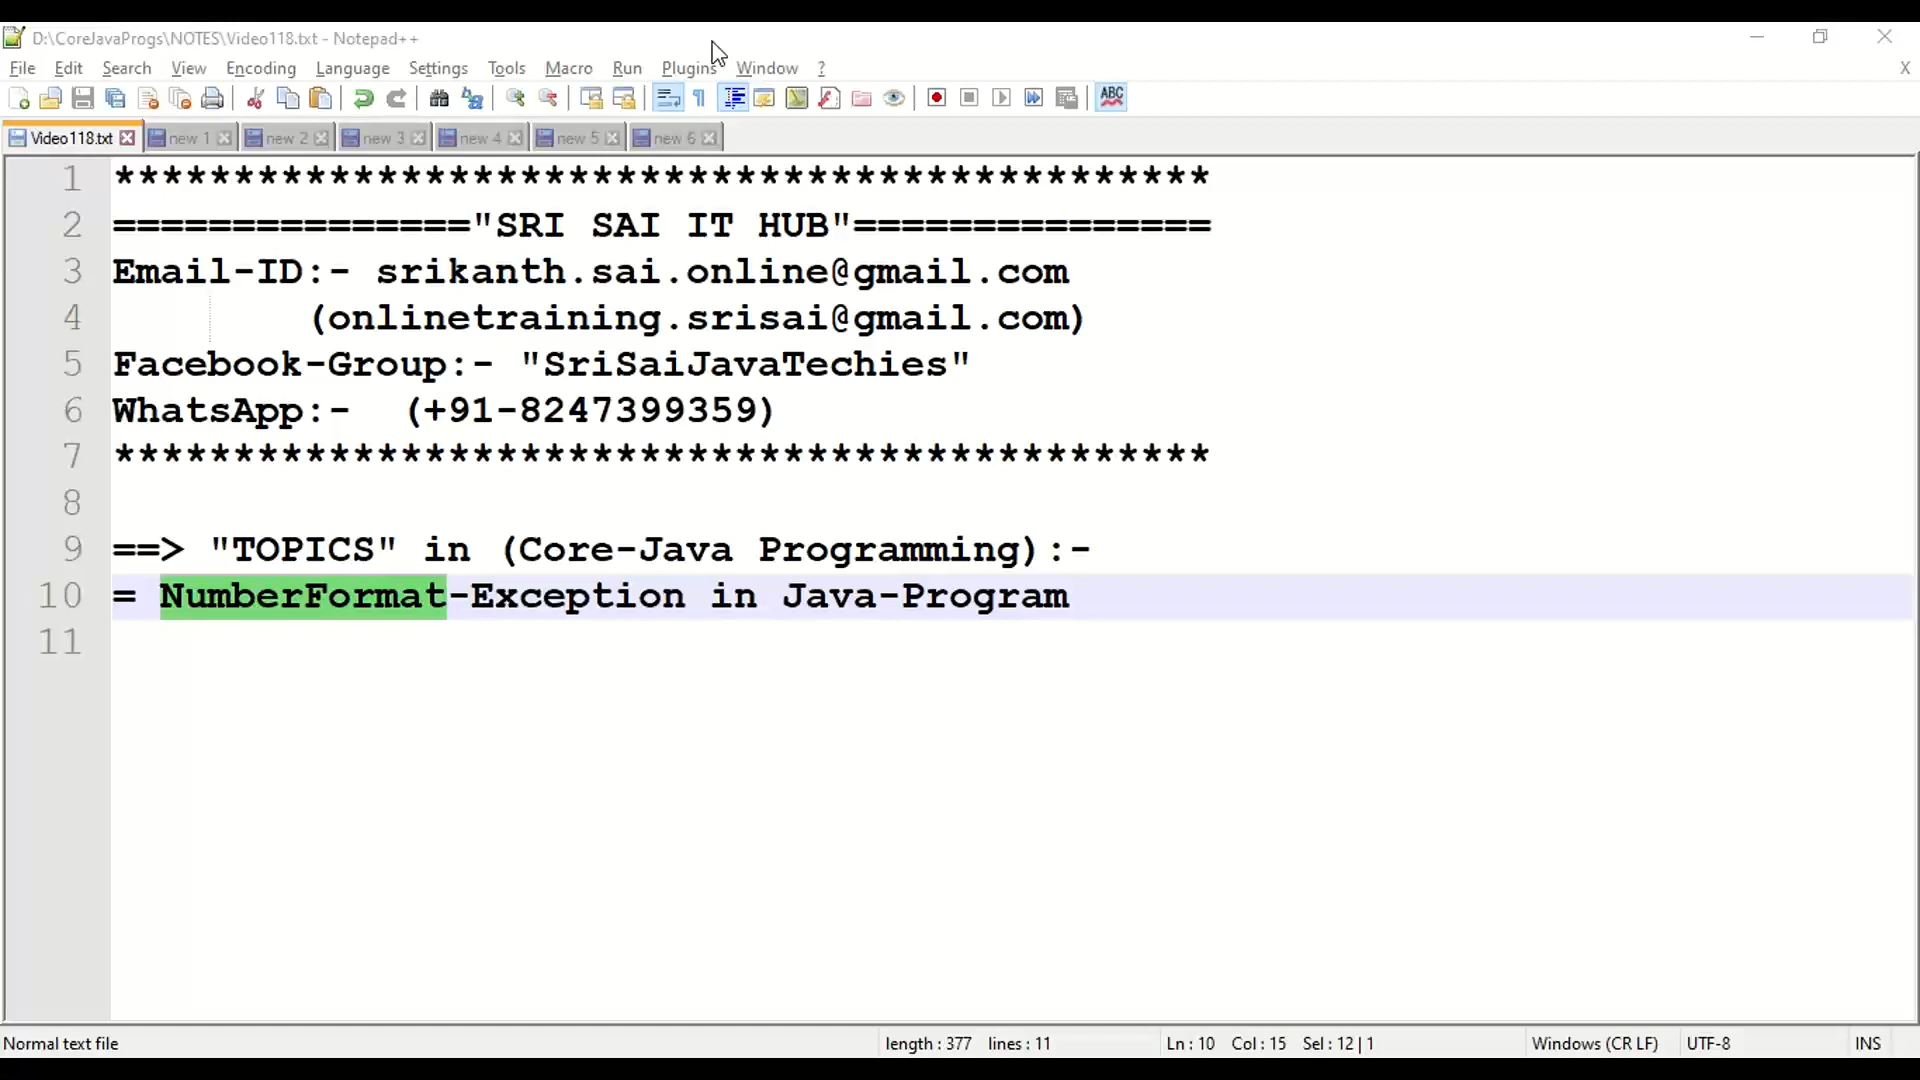 D:\CoreJavaProgs\NOTES\Video118.txt - Notepad++
File Edit Search View Encoding Language Settings Tools Macro Run Plugins Window ? X
ABC
Video118.txt new 1 new 2 new 3 new 4 new 5 new 6
1 **********************************************
2 ==============="SRI SAI IT HUB"===============
3 Email-ID:- srikanth.sai.online@gmail.com
4 (onlinetraining.srisai@gmail.com)
5 Facebook-Group:- "SriSaiJavaTechies"
6 WhatsApp:- (+91-8247399359)
7 **********************************************
8
9 ==> "TOPICS" in (Core-Java Programming):-
10 = NumberFormat-Exception in Java-Program
11
Normal text file length : 377 lines : 11 Ln : 10 Col : 15 Sel : 12 | 1 Windows (CR LF) UTF-8 INS